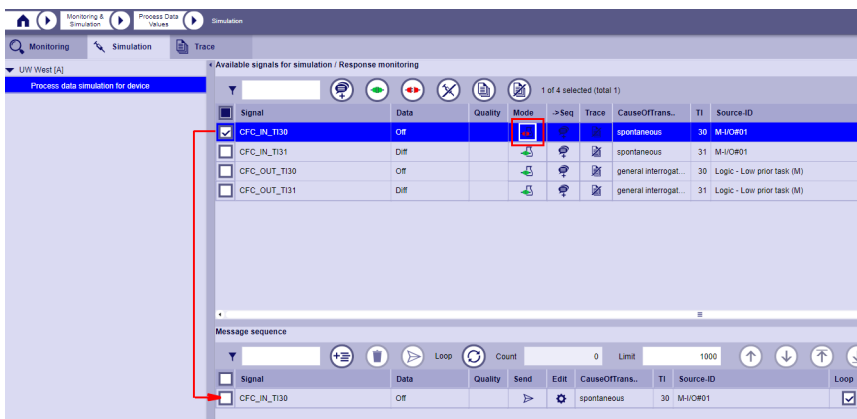 Monitoring & Simulation Process Data Values Simulation
Monitoring Simulation Trace
UW West [A]
Process data simulation for device
Available signals for simulation / Response monitoring
1 of 4 selected (total 1)
Signal Data Quality Mode ->Seq Trace CauseOfTrans.. TI Source-ID
CFC_IN_TI30 Off spontaneous 30 M-I/O#01
CFC_IN_TI31 Diff spontaneous 31 M-I/O#01
CFC_OUT_TI30 Off general interrogat... 30 Logic - Low prior task (M)
CFC_OUT_TI31 Diff general interrogat... 31 Logic - Low prior task (M)
Message sequence
Loop Count 0 Limit 1000
Signal Data Quality Send Edit CauseOfTrans.. TI Source-ID Loop
CFC_IN_TI30 Off spontaneous 30 M-I/O#01